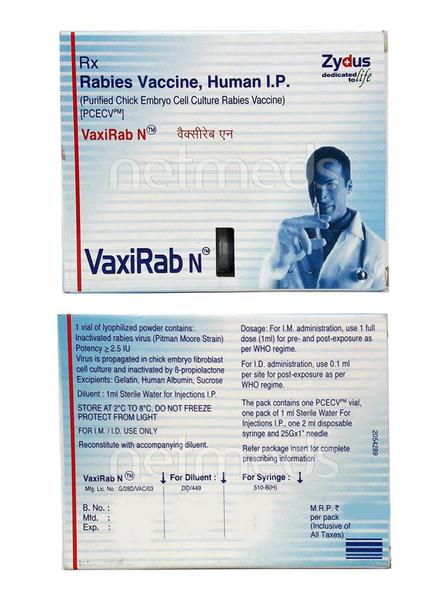 Rx
Rabies Vaccine, Human I.P.
(Purified Chick Embryo Cell Culture Rabies Vaccine)
[PCECVPM]
VaxiRab N™ वैक्सीरेब एन
Zydus
dedicated to life
netmeds
VaxiRab N™
1 vial of lyophilized powder contains:
Inactivated rabies virus (Pitman Moore Strain)
Potency ≥ 2.5 IU
Virus is propagated in chick embryo fibroblast
cell culture and inactivated by ß-propiolactone
Excipients: Gelatin, Human Albumin, Sucrose
Diluent : 1ml Sterile Water for Injections I.P.
STORE AT 2°C TO 8°C, DO NOT FREEZE
PROTECT FROM LIGHT
FOR I.M. / I.D. USE ONLY
Reconstitute with accompanying diluent.
Dosage: For I.M. administration, use 1 full
dose (1ml) for pre- and post-exposure as
per WHO regime.
For I.D. administration, use 0.1 ml
per site for post-exposure as per
WHO regime.
The pack contains one PCECVPM vial,
one pack of 1 ml Sterile Water For
Injections I.P., one 2 ml disposable
syringe and 25GX1" needle
Refer package insert for complete
prescribing information
2054289
netmeds
VaxiRab N™ ↓ For Diluent : ↓ For Syringe : ↓
Mfg. Lic. No.: G/28D/VAC/03 DD/449 510-B(H)
B. No. :
Mfd. :
Exp. :
M.R.P. ₹
per pack
(Inclusive of
All Taxes)